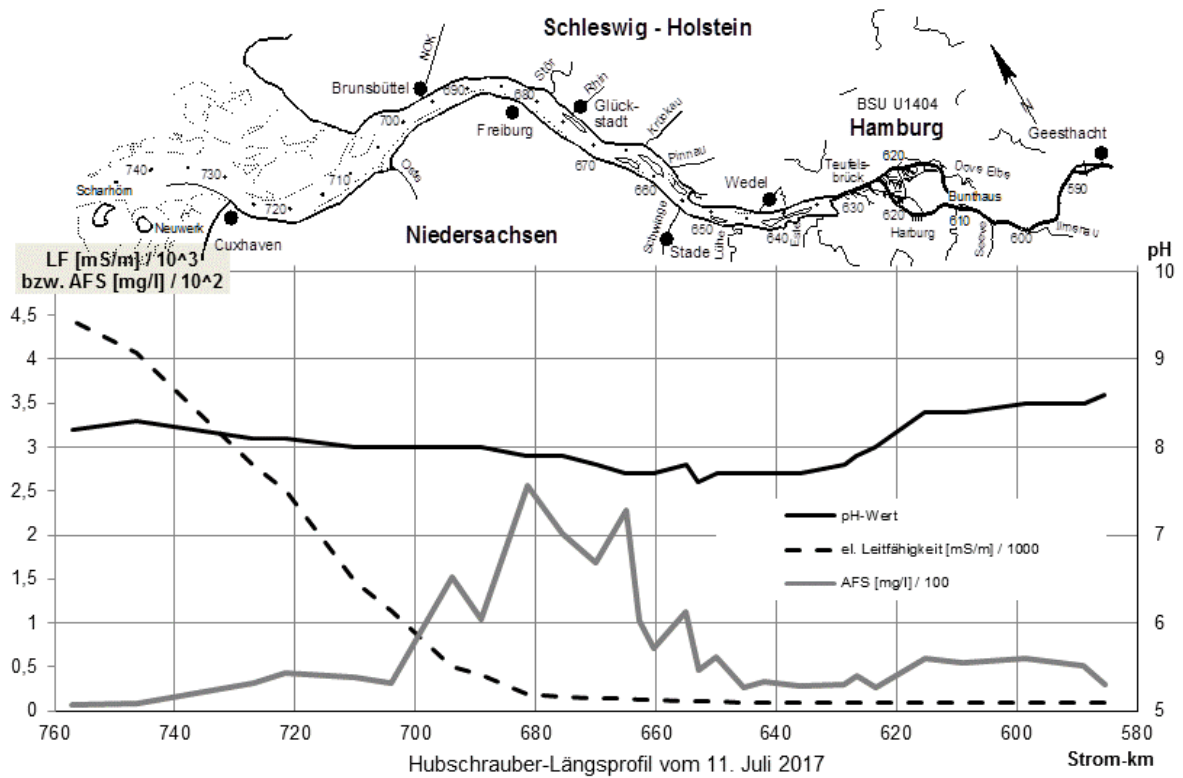 Schleswig - Holstein
NOK
Brunsbüttel
690
680
Stör
Rhin
Glück-
stadt
Krückau
Freiburg
700
Oste
710
740
730
720
Scharhörn
Neuwerk
Cuxhaven
Niedersachsen
670
660
Pinnau
Schwinge
Stade
650
Lühe
Wedel
640
BSU U1404
Hamburg
Teufels-
brück
630
620
620
Dove Elbe
Bunthaus
Harburg
610
Seeve
600
Ilmenau
590
Geesthacht
N
LF [mS/m] / 10^3
bzw. AFS [mg/l] / 10^2
pH
4,5
4
3,5
3
2,5
2
1,5
1
0,5
0
10
9
8
7
6
5
pH-Wert
el. Leitfähigkeit [mS/m] / 1000
AFS [mg/l] / 100
760 740 720 700 680 660 640 620 600 580
Hubschrauber-Längsprofil vom 11. Juli 2017
Strom-km